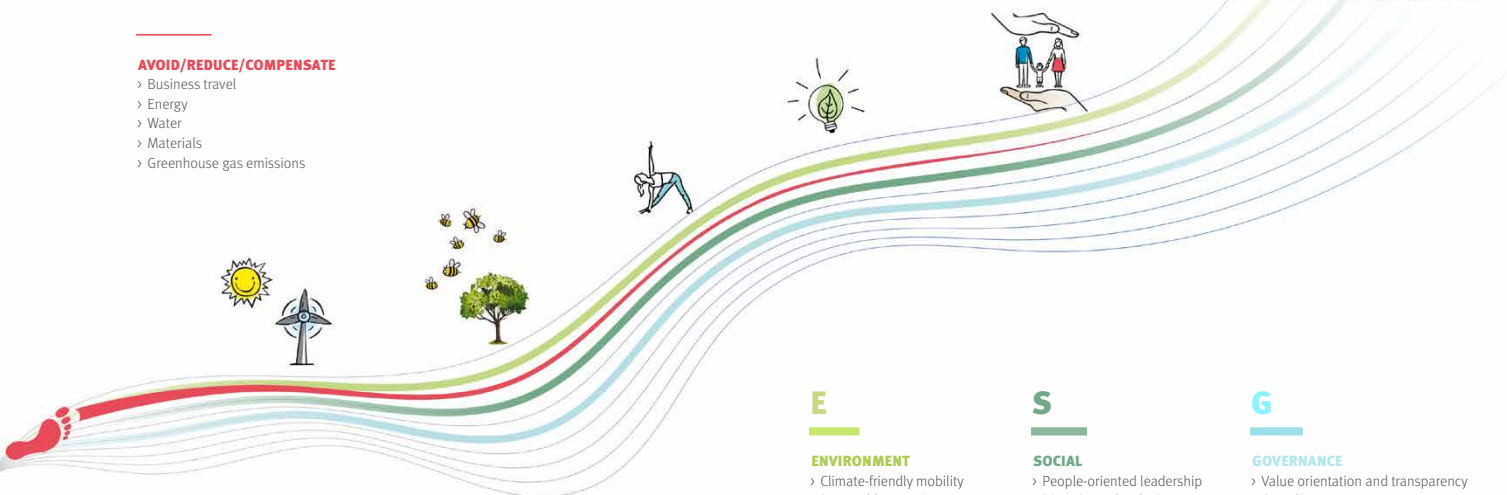 AVOID/REDUCE/COMPENSATE
› Business travel
› Energy
› Water
› Materials
› Greenhouse gas emissions
E
S
G
ENVIRONMENT
SOCIAL
GOVERNANCE
› Climate-friendly mobility
› People-oriented leadership
› Value orientation and transparency